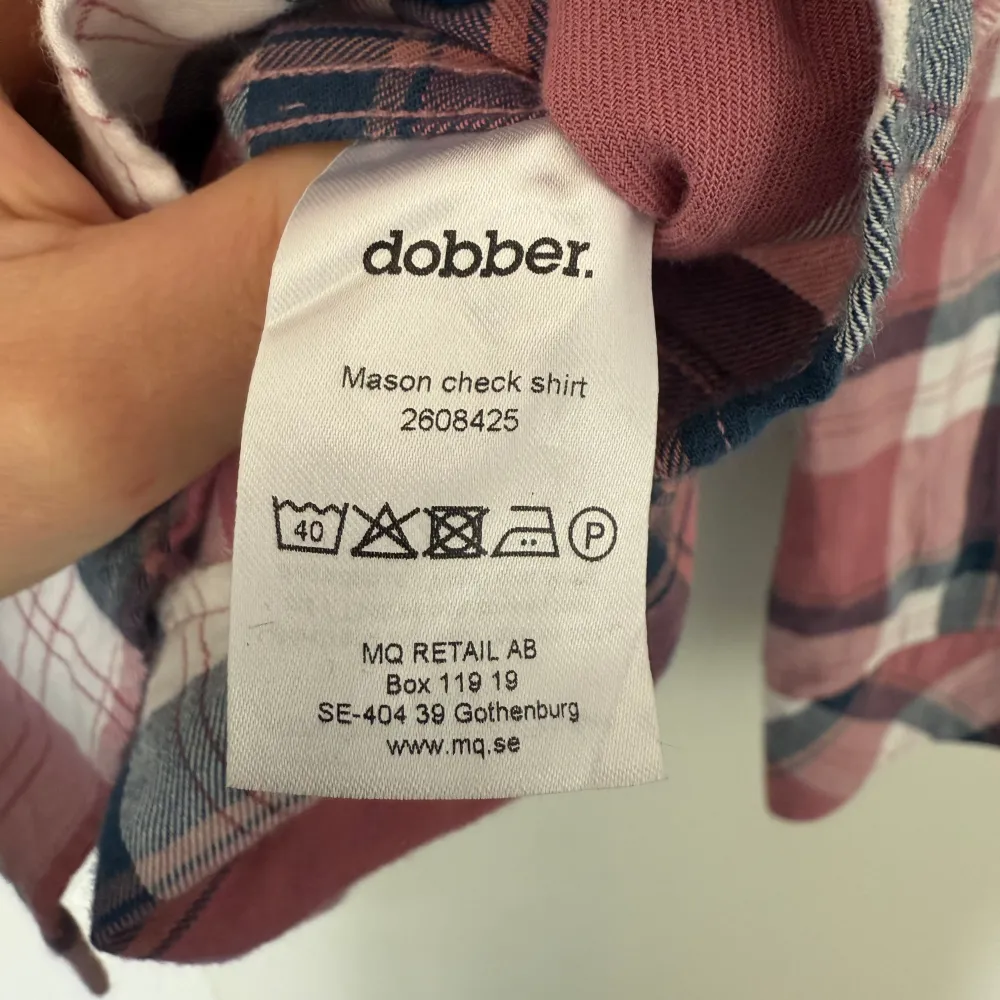 dobber.
Mason check shirt
2608425
40 P
MQ RETAIL AB
Box 119 19
SE-404 39 Gothenburg
www.mq.se